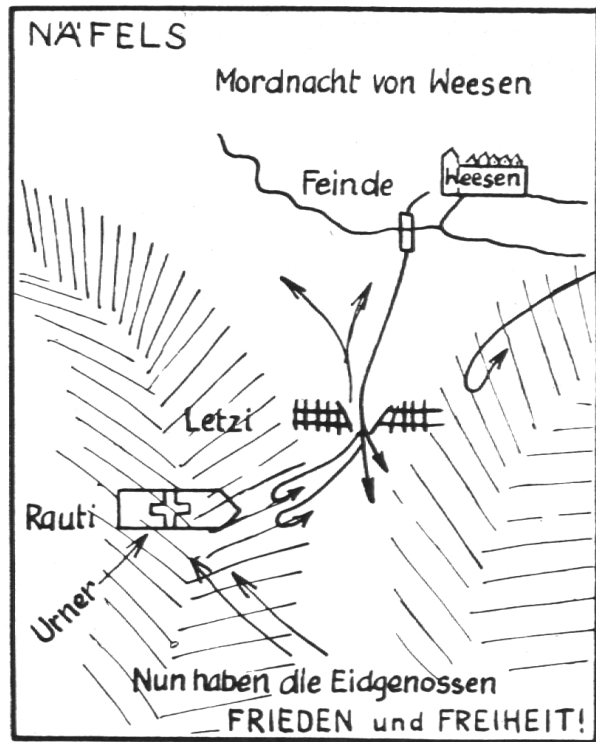 NÄFELS
Mordnacht von Weesen
Feinde
Weesen
Letzi
Rauti
Urner
Nun haben die Eidgenossen
FRIEDEN und FREIHEIT!